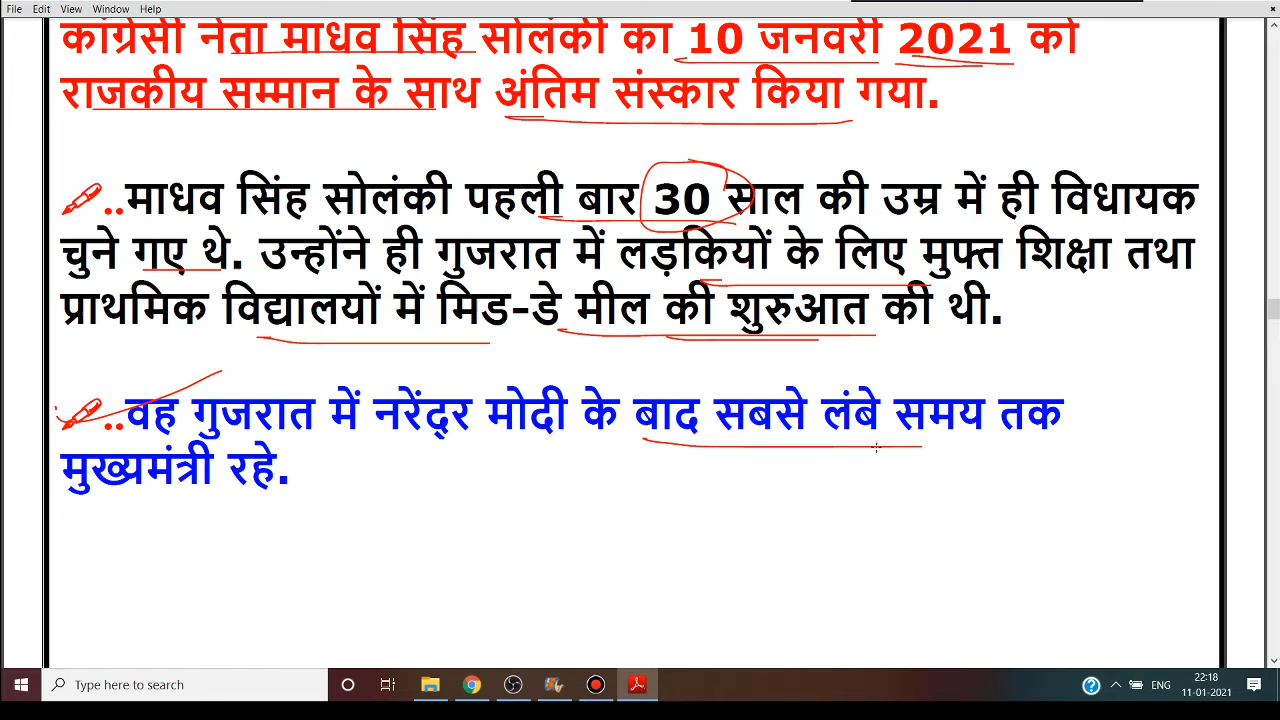 File Edit View Window Help
कांग्रेसी नेता माधव सिंह सोलंकी का 10 जनवरी 2021 को
राजकीय सम्मान के साथ अंतिम संस्कार किया गया.
..माधव सिंह सोलंकी पहली बार 30 साल की उम्र में ही विधायक
चुने गए थे. उन्होंने ही गुजरात में लड़कियों के लिए मुफ्त शिक्षा तथा
प्राथमिक विद्यालयों में मिड-डे मील की शुरुआत की थी.
..वह गुजरात में नरेंद्र मोदी के बाद सबसे लंबे समय तक
मुख्यमंत्री रहे.
Type here to search
ENG
22:18
11-01-2021